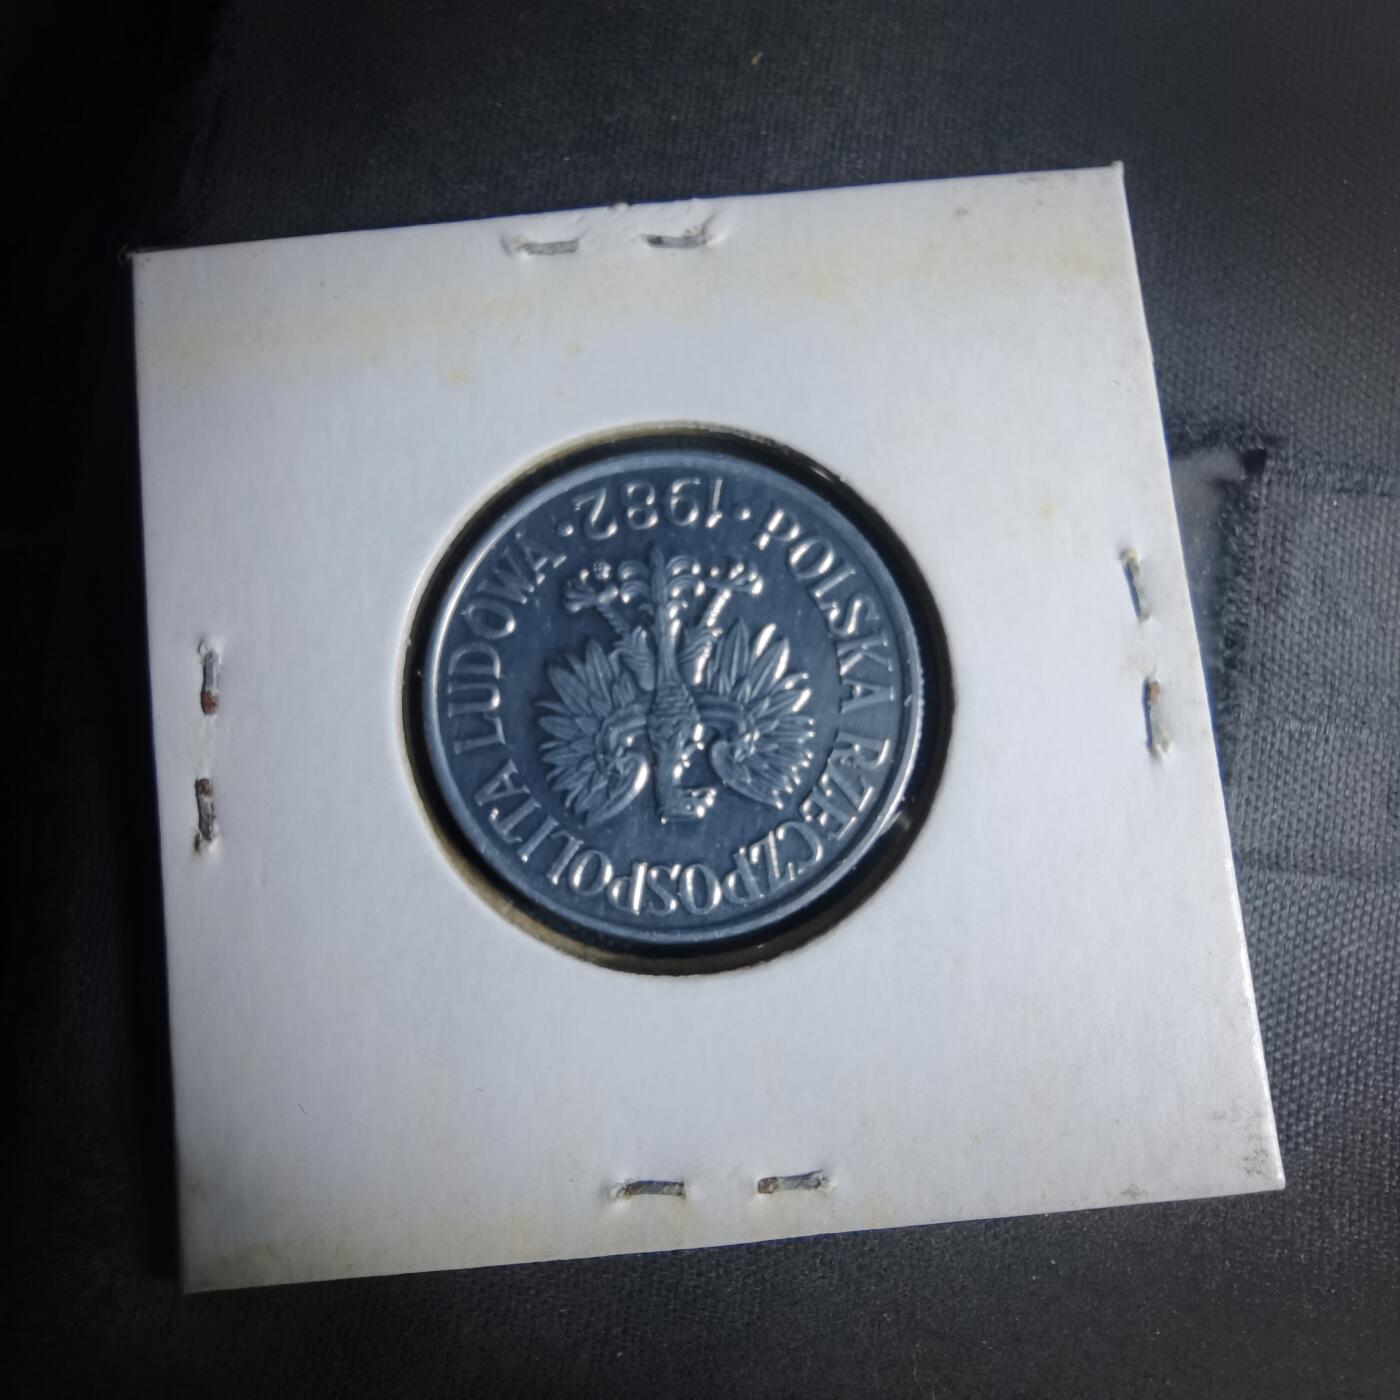 POLSKA RZECZPOSPOLITA LUDOWA
· 1982 ·